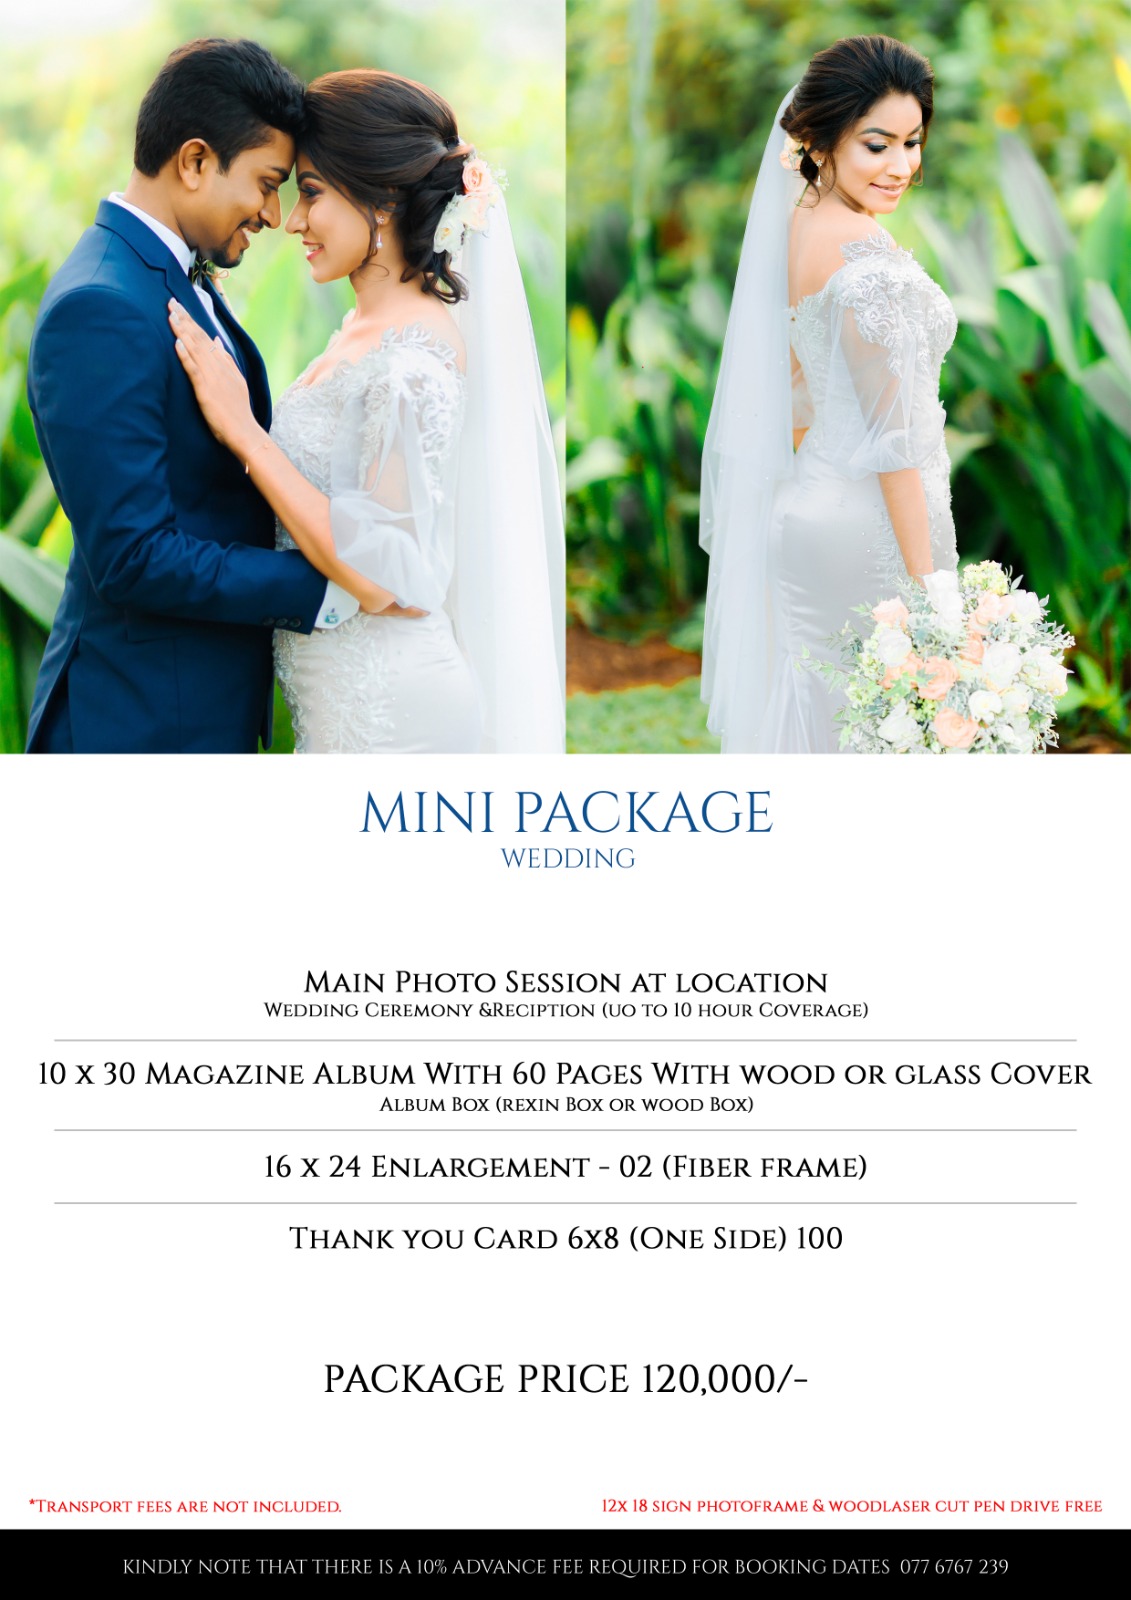 MINI PACKAGE
WEDDING
Main Photo Session at location
Wedding Ceremony &Reciption (uo to 10 hour Coverage)
10 x 30 Magazine Album With 60 Pages With wood or glass Cover
Album Box (rexin Box or wood Box)
16 x 24 Enlargement - 02 (Fiber frame)
Thank you Card 6x8 (One Side) 100
PACKAGE PRICE 120,000/-
*Transport fees are not included.
12x 18 sign photoframe & woodlaser cut pen drive free
KINDLY NOTE THAT THERE IS A 10% ADVANCE FEE REQUIRED FOR BOOKING DATES 077 6767 239